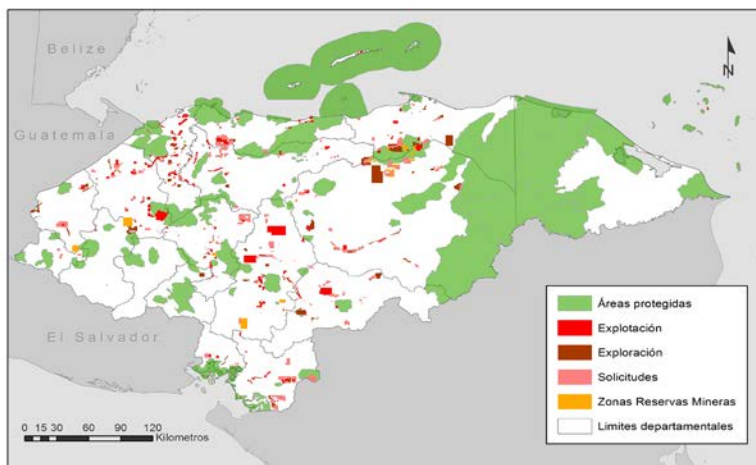 Belize
Guatemala
El Salvador
N
Áreas protegidas
Explotación
Exploración
Solicitudes
Zonas Reservas Mineras
Límites departamentales
0 15 30 60 90 120
Kilometros